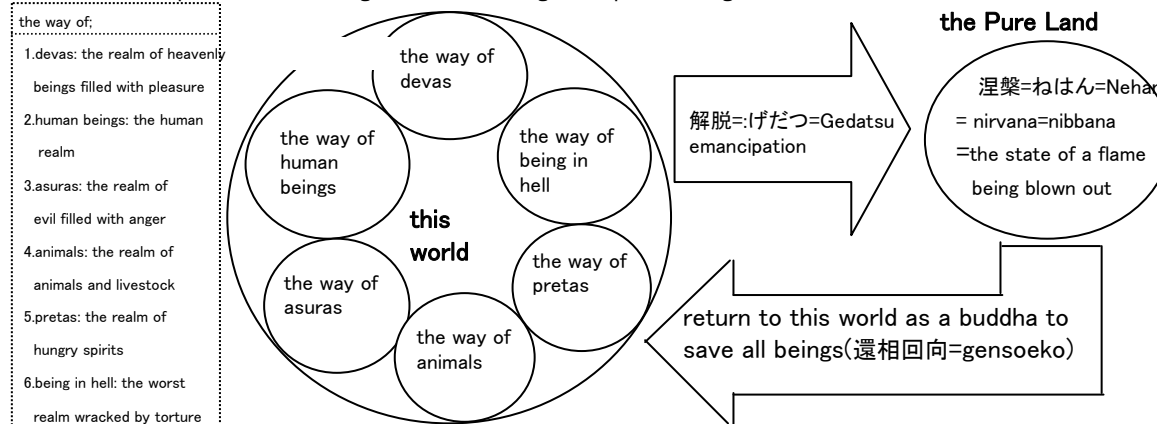 the way of;
1.devas: the realm of heavenly
beings filled with pleasure
2.human beings: the human
realm
3.asuras: the realm of
evil filled with anger
4.animals: the realm of
animals and livestock
5.pretas: the realm of
hungry spirits
6.being in hell: the worst
realm wracked by torture
the way of
devas
the way of
human
beings
the way of
being in
hell
this
world
the way of
asuras
the way of
pretas
the way of
animals
解脱=:げだつ=Gedatsu
emancipation
the Pure Land
涅槃=ねはん=Nehan
= nirvana=nibbana
=the state of a flame
being blown out
return to this world as a buddha to
save all beings(還相回向=gensoeko)